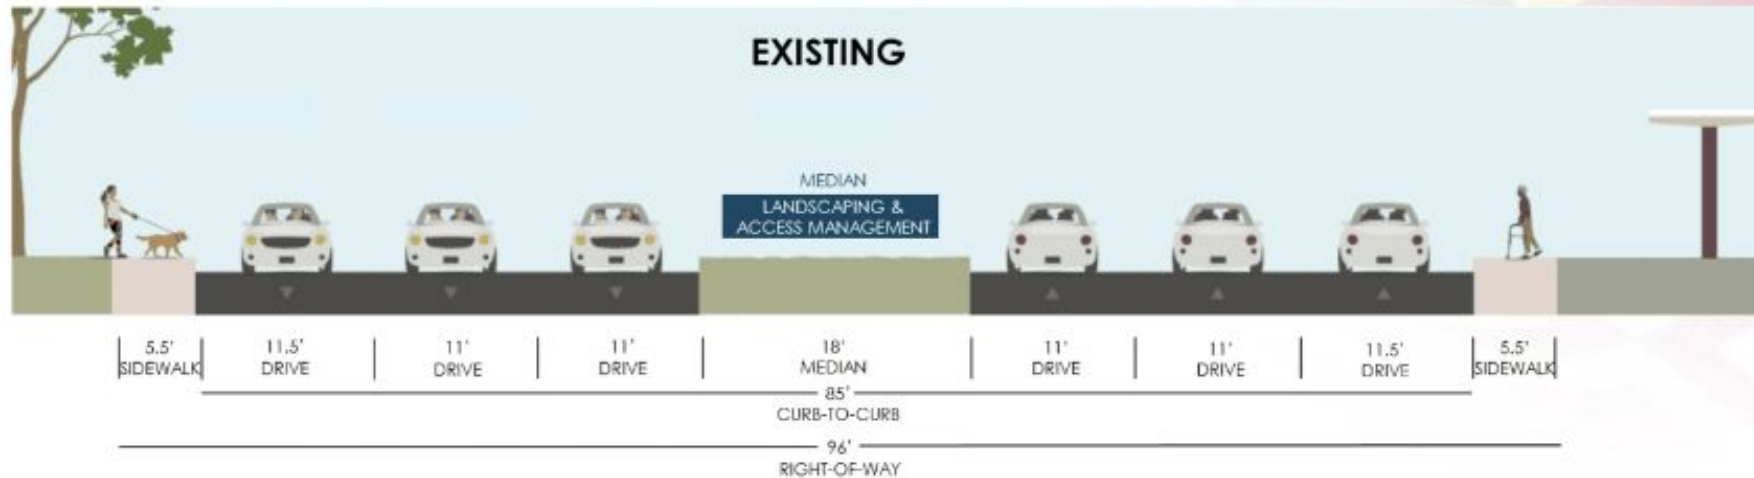 EXISTING
MEDIAN
LANDSCAPING &
ACCESS MANAGEMENT
5.5' 11.5' 11' 11' 18' 11' 11' 11.5' 5.5'
SIDEWALK DRIVE DRIVE DRIVE MEDIAN DRIVE DRIVE DRIVE SIDEWALK
85'
CURB-TO-CURB
96'
RIGHT-OF-WAY